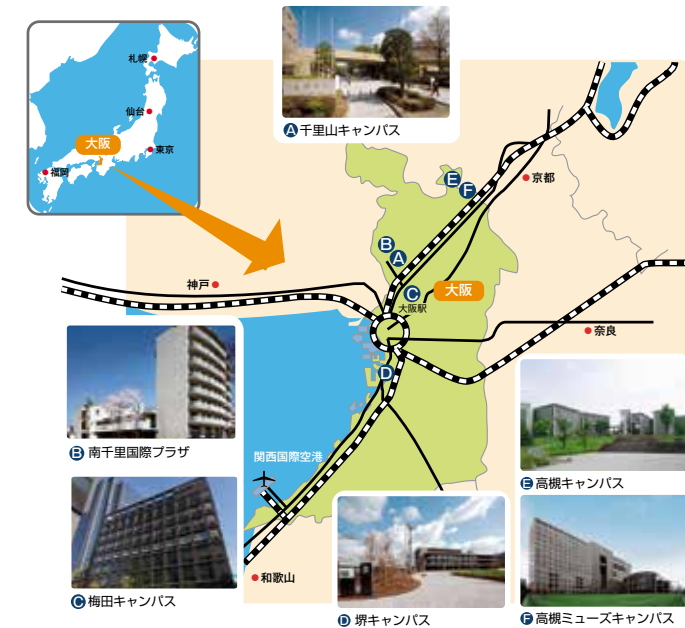 札幌
仙台
大阪
東京
福岡
A 千里山キャンパス
E
F
京都
B
A
C
大阪
大阪駅
神戸
奈良
D
B 南千里国際プラザ
関西国際空港
E 高槻キャンパス
C 梅田キャンパス
和歌山
D 堺キャンパス
F 高槻ミューズキャンパス